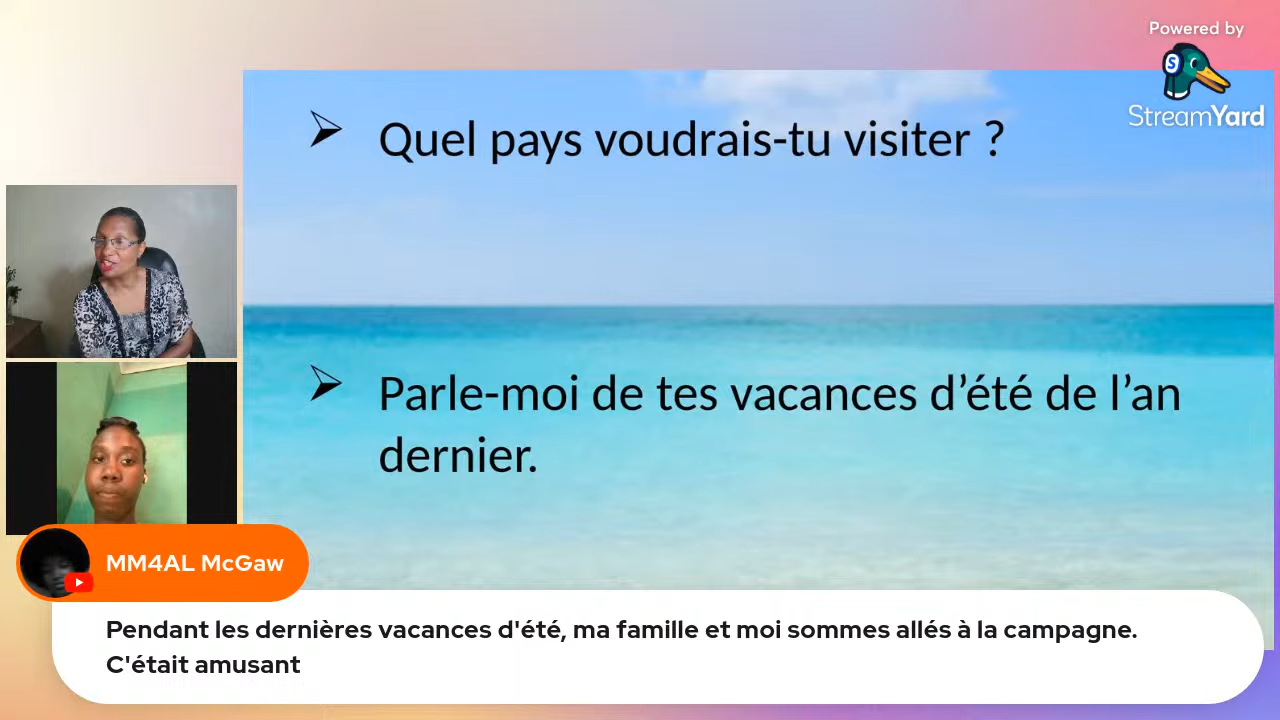 Powered by
StreamYard
Quel pays voudrais-tu visiter ?
Parle-moi de tes vacances d’été de l’an
dernier.
MM4AL McGaw
Pendant les dernières vacances d'été, ma famille et moi sommes allés à la campagne.
C'était amusant